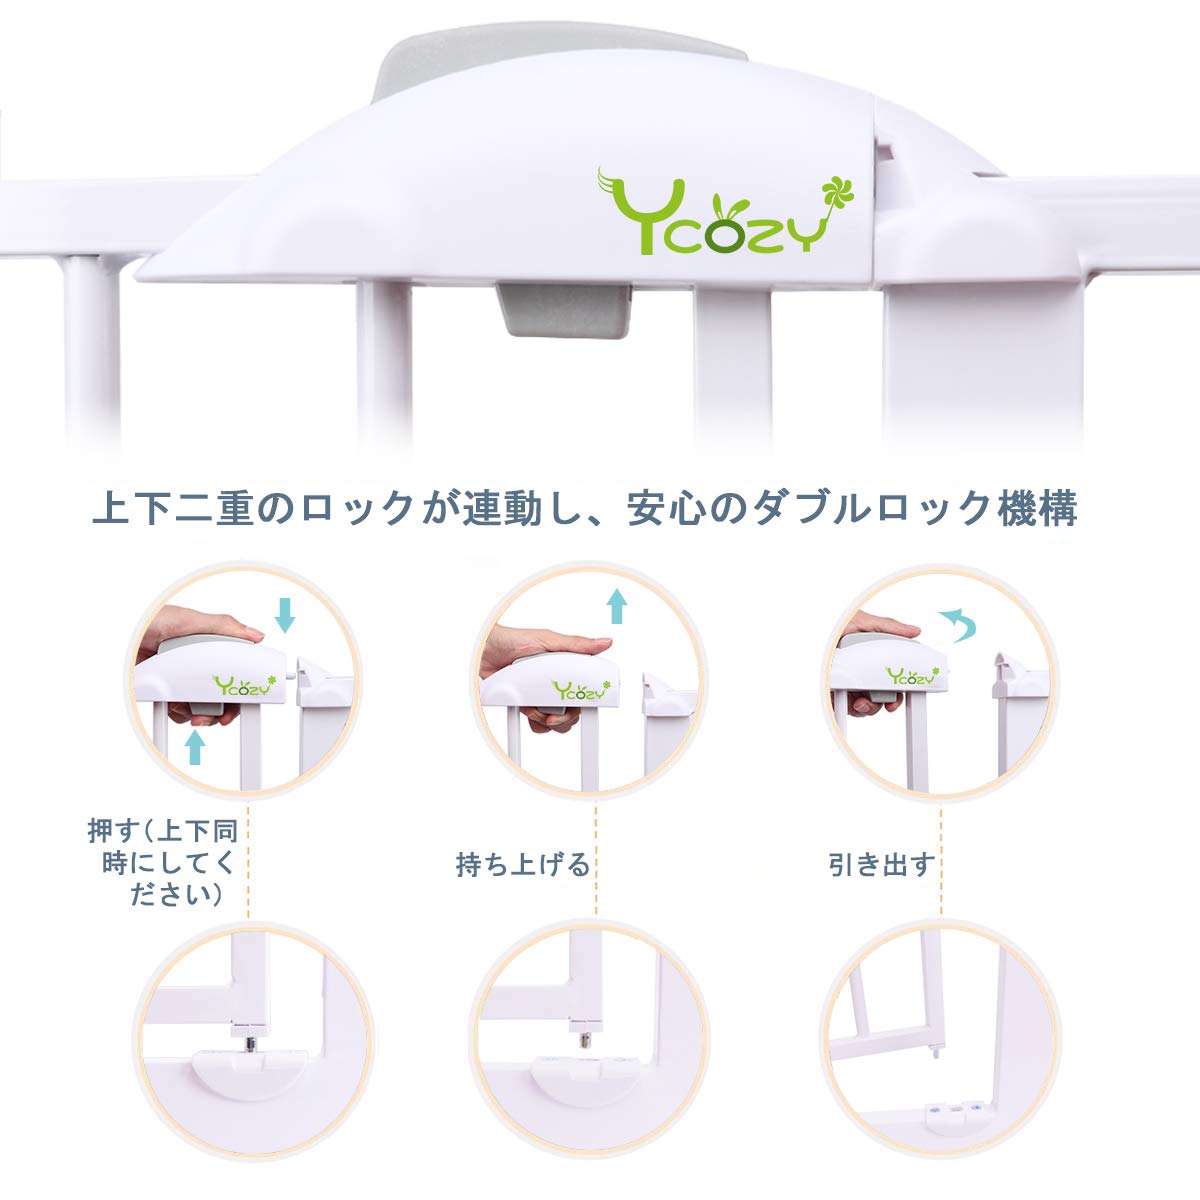 Ycozy
上下二重のロックが連動し、安心のダブルロック機構
Ycozy
Ycozy
Ycozy
押す（上下同
時にしてく
ださい）
持ち上げる
引き出す